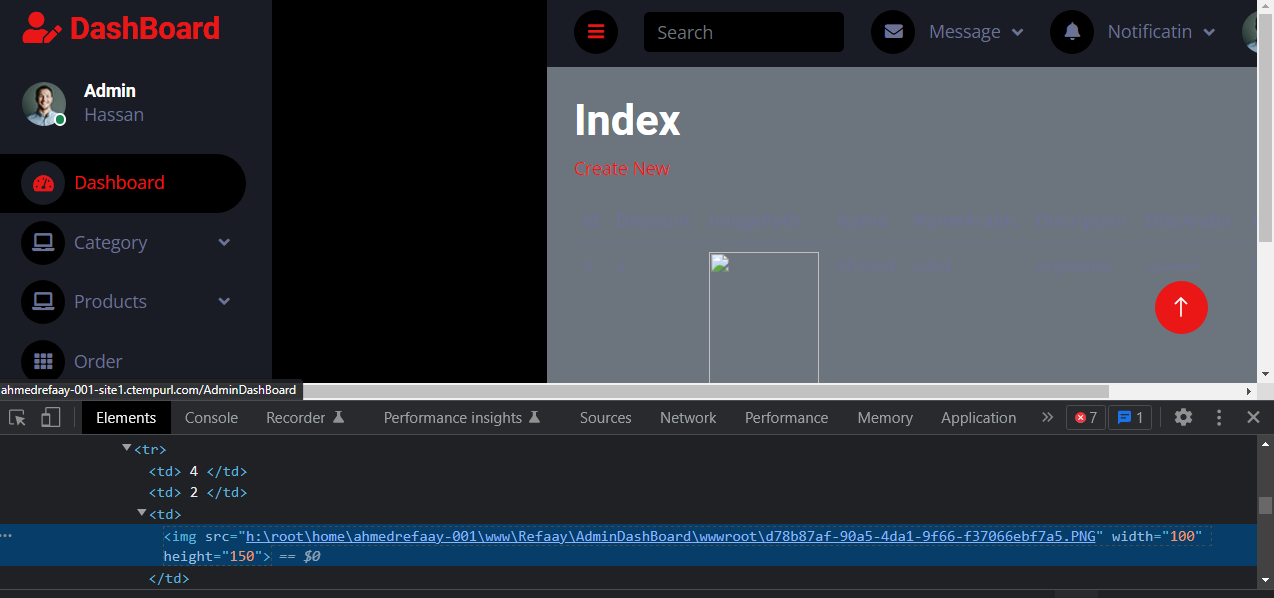 DashBoard
Search
Message
Notificatin
Admin
Hassan
Index
Create New
Dashboard
Category
Products
Order
ahmedrefaay-001-site1.ctempurl.com/AdminDashBoard
Elements Console Recorder Performance insights Sources Network Performance Memory Application » 7 1
<tr>
<td> 4 </td>
<td> 2 </td>
<td>
<img src="h:\root\home\ahmedrefaay-001\www\Refaay\AdminDashBoard\wwwroot\d78b87af-90a5-4da1-9f66-f37066ebf7a5.PNG" width="100"
height="150"> == $0
</td>